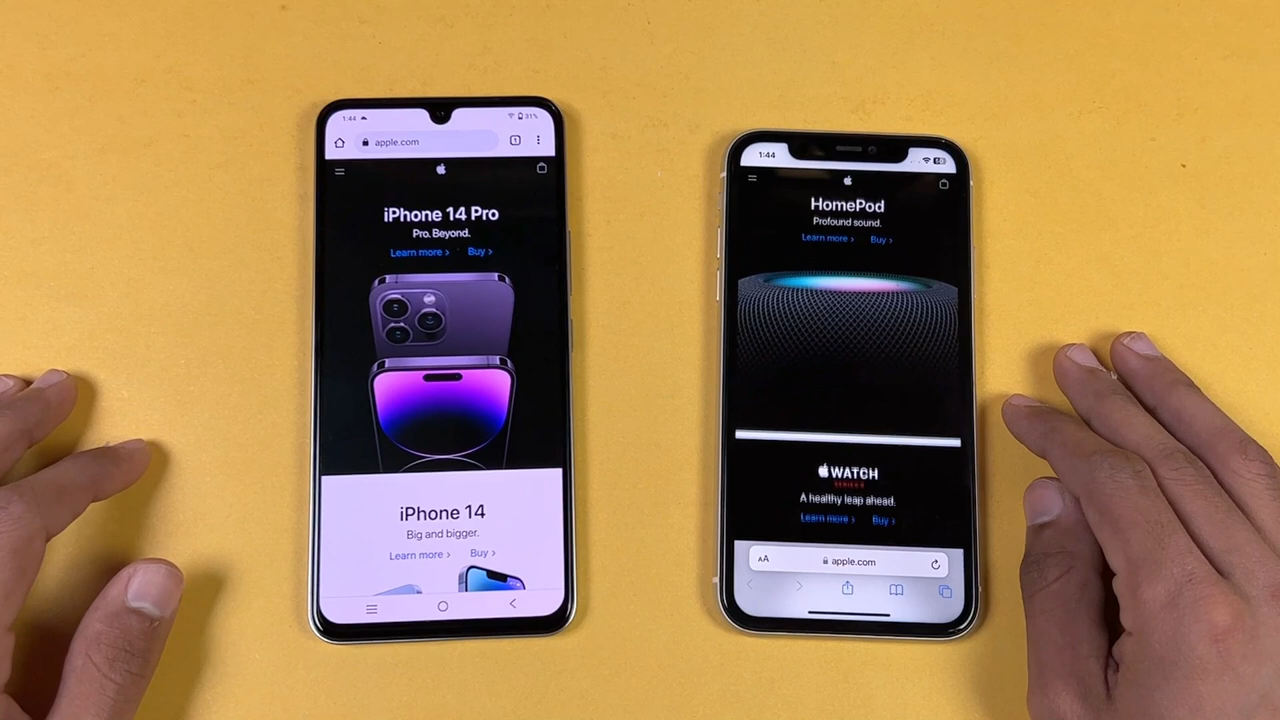 1:44
31%
apple.com
1
iPhone 14 Pro
Pro. Beyond.
Learn more > Buy >
iPhone 14
Big and bigger.
Learn more > Buy >
1:44
HomePod
Profound sound.
Learn more > Buy >
WATCH
A healthy leap ahead.
Learn more > Buy >
AA apple.com